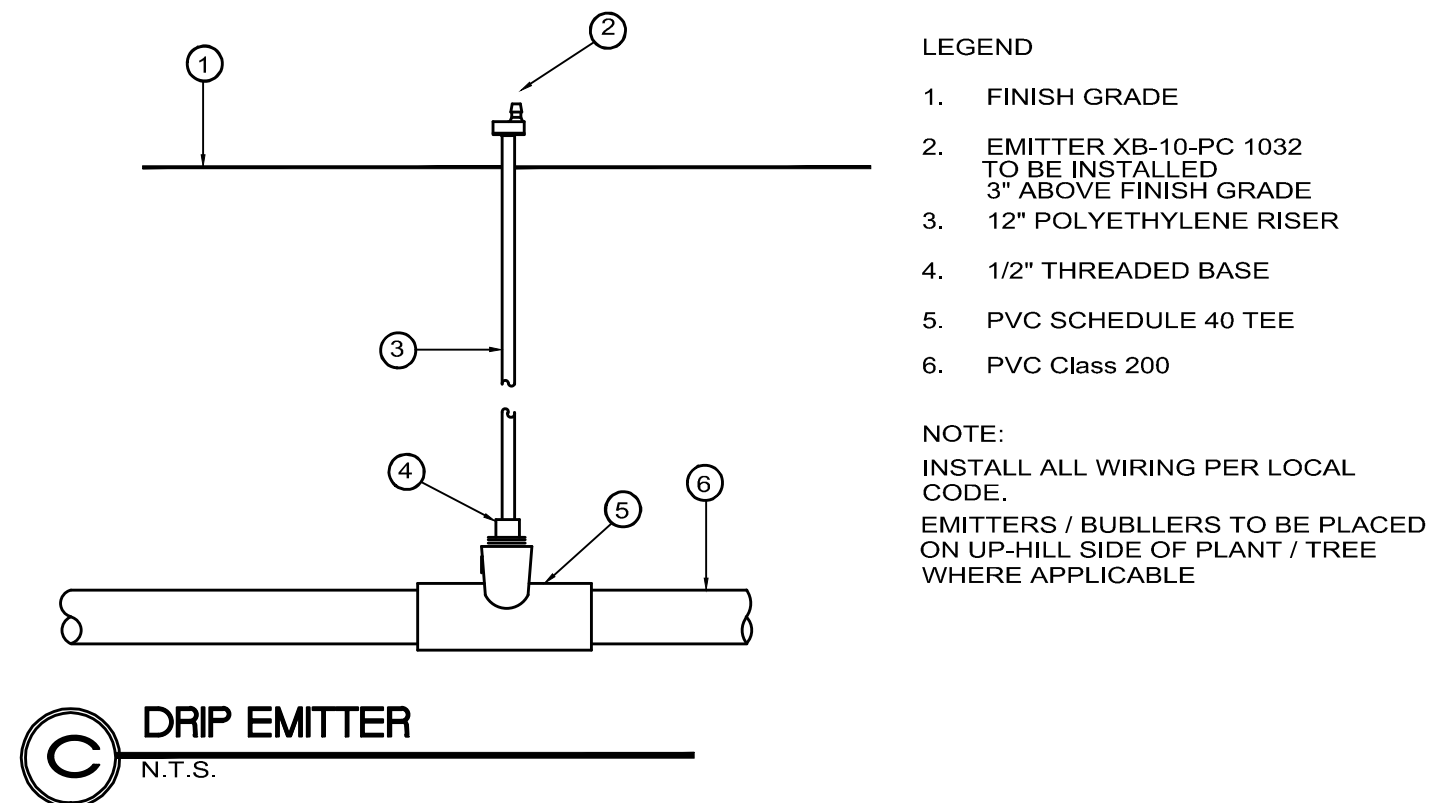 1
2
3
4
5
6
LEGEND
1. FINISH GRADE
2. EMITTER XB-10-PC 1032
TO BE INSTALLED
3" ABOVE FINISH GRADE
3. 12" POLYETHYLENE RISER
4. 1/2" THREADED BASE
5. PVC SCHEDULE 40 TEE
6. PVC Class 200
NOTE:
INSTALL ALL WIRING PER LOCAL
CODE.
EMITTERS / BUBLLERS TO BE PLACED
ON UP-HILL SIDE OF PLANT / TREE
WHERE APPLICABLE
C
DRIP EMITTER
N.T.S.